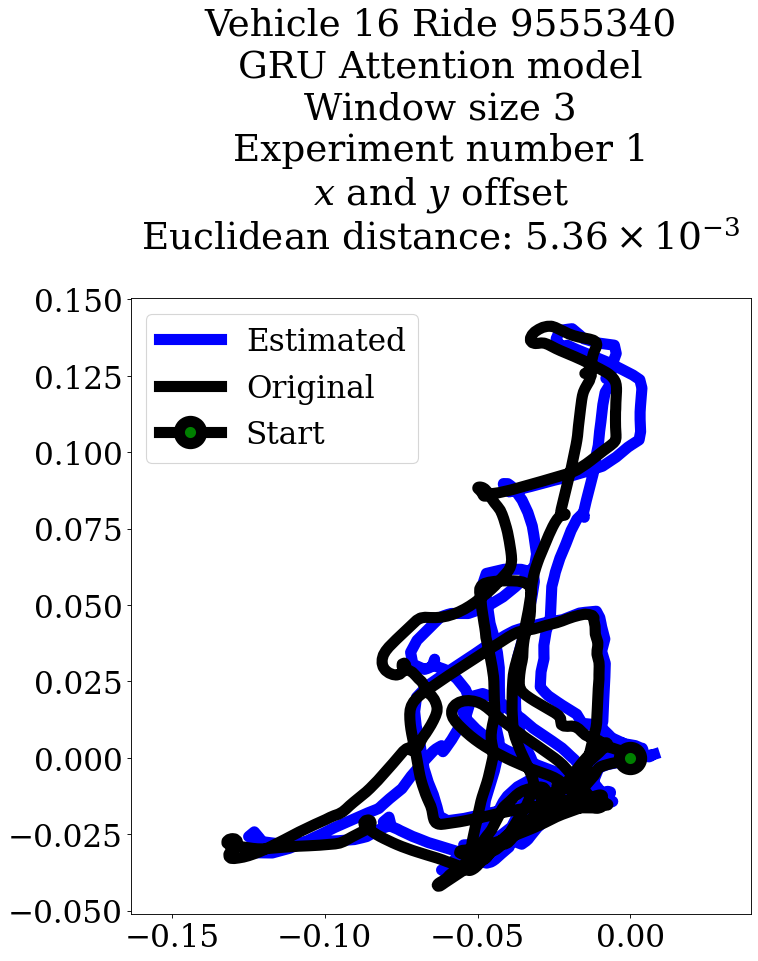 Vehicle 16 Ride 9555340
GRU Attention model
Window size 3
Experiment number 1
x and y offset
Euclidean distance: 5.36 × 10⁻³
0.150
0.125
0.100
0.075
0.050
0.025
0.000
−0.025
−0.050
Estimated
Original
Start
−0.15
−0.10
−0.05
0.00